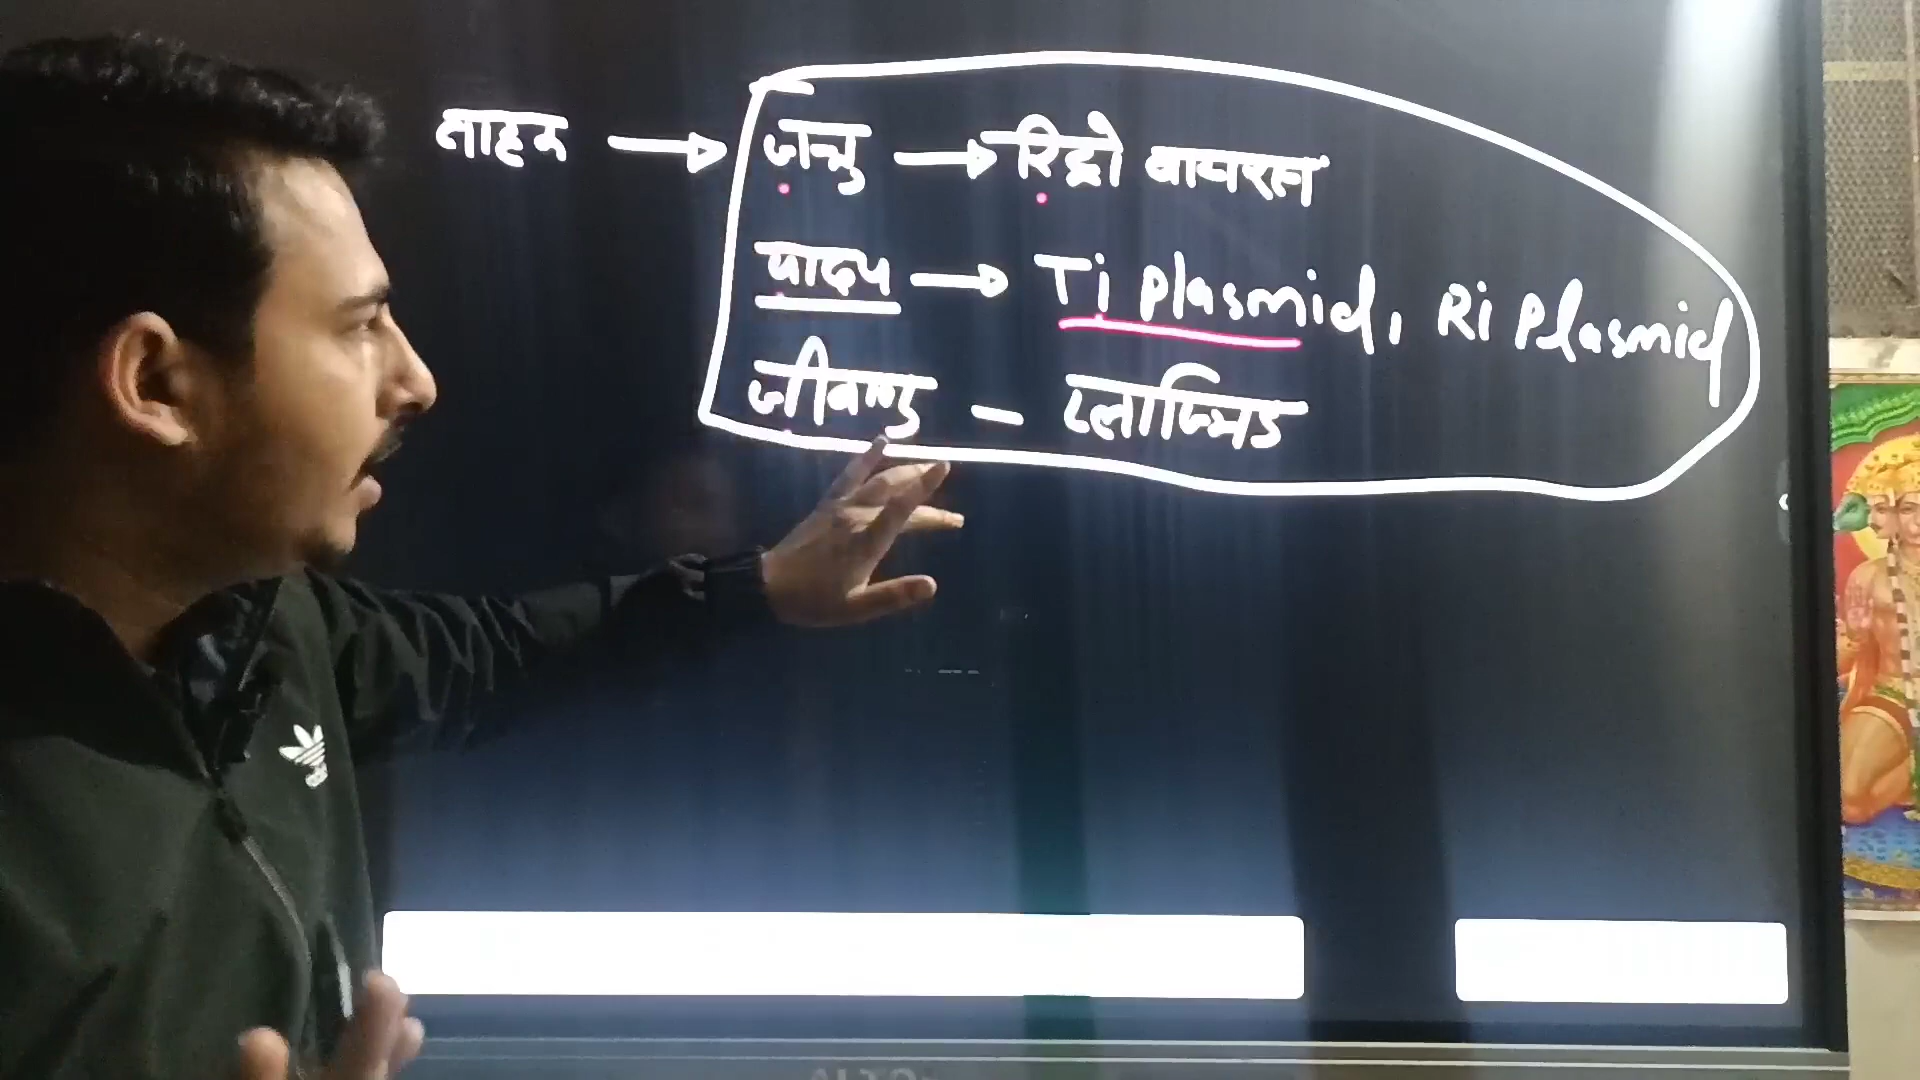 वाहक → जन्तु → रिट्रो वायरस
पादप → Ti plasmid, Ri plasmid
जीवाणु - प्लाज्मिड